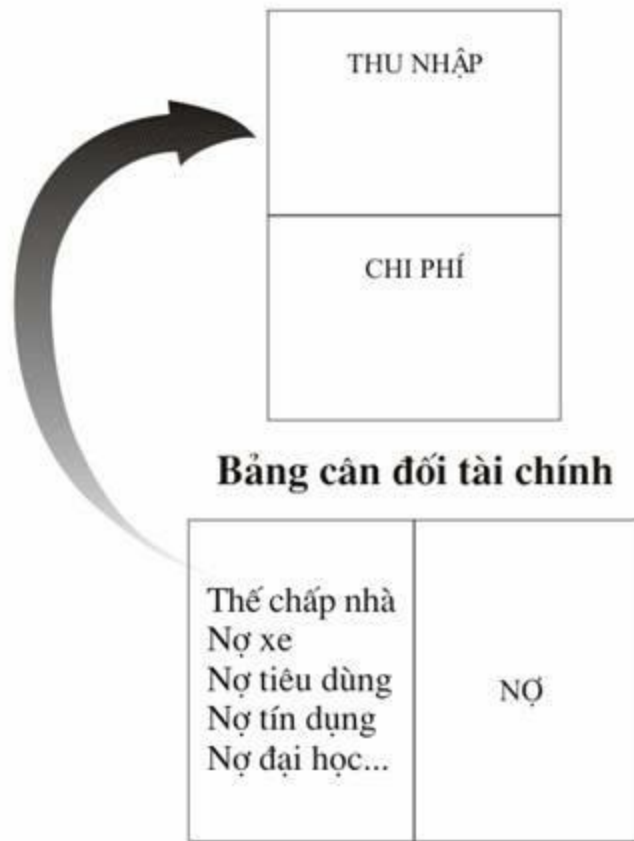 THU NHẬP
CHI PHÍ
Bảng cân đối tài chính
Thế chấp nhà
Nợ xe
Nợ tiêu dùng
Nợ tín dụng
Nợ đại học...
NỢ